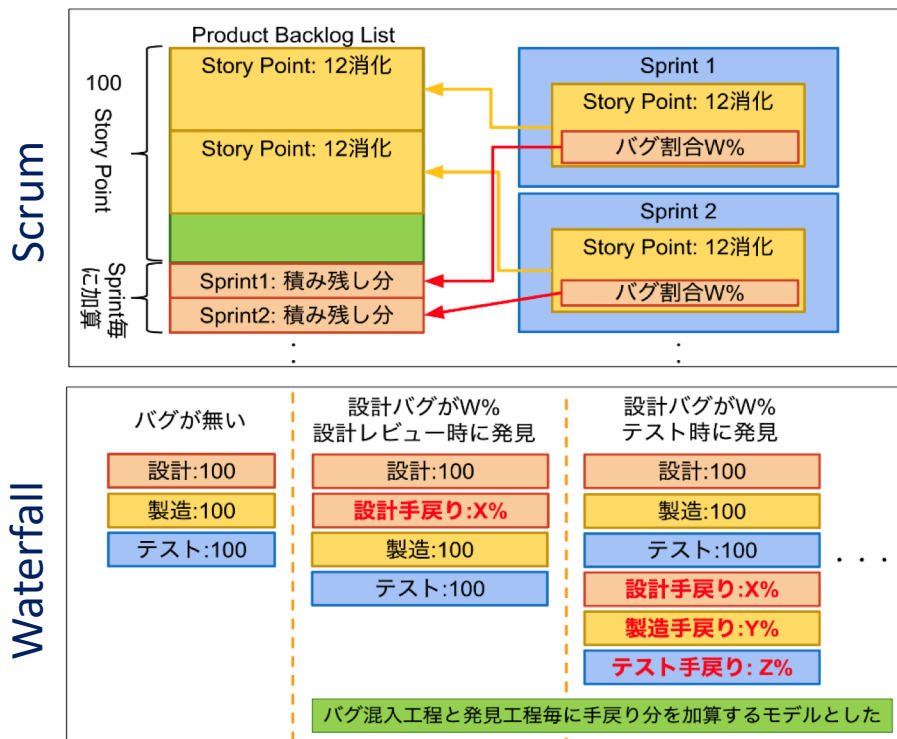 Scrum
Product Backlog List
100 Story Point
Story Point: 12消化
Story Point: 12消化
Sprint毎
に加算
Sprint1: 積み残し分
Sprint2: 積み残し分
:
Sprint 1
Story Point: 12消化
バグ割合W%
Sprint 2
Story Point: 12消化
バグ割合W%
:
Waterfall
バグが無い
設計:100
製造:100
テスト:100
設計バグがW%
設計レビュー時に発見
設計:100
設計手戻り:X%
製造:100
テスト:100
設計バグがW%
テスト時に発見
設計:100
製造:100
テスト:100
設計手戻り:X%
製造手戻り:Y%
テスト手戻り: Z%
. . .
バグ混入工程と発見工程毎に手戻り分を加算するモデルとした